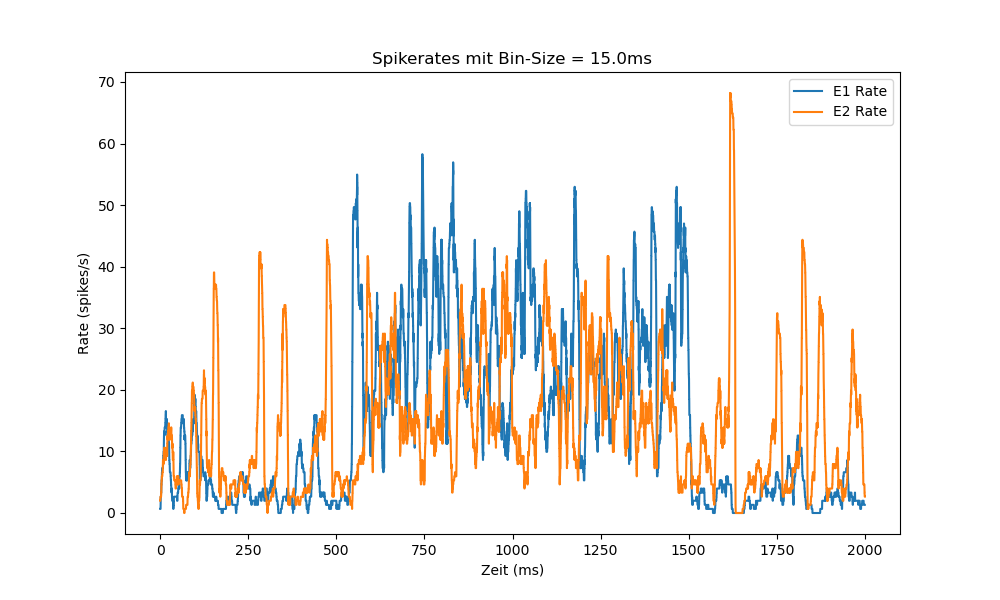 Spikerates mit Bin-Size = 15.0ms
E1 Rate
E2 Rate
70
60
50
40
30
20
10
0
Rate (spikes/s)
0 250 500 750 1000 1250 1500 1750 2000
Zeit (ms)